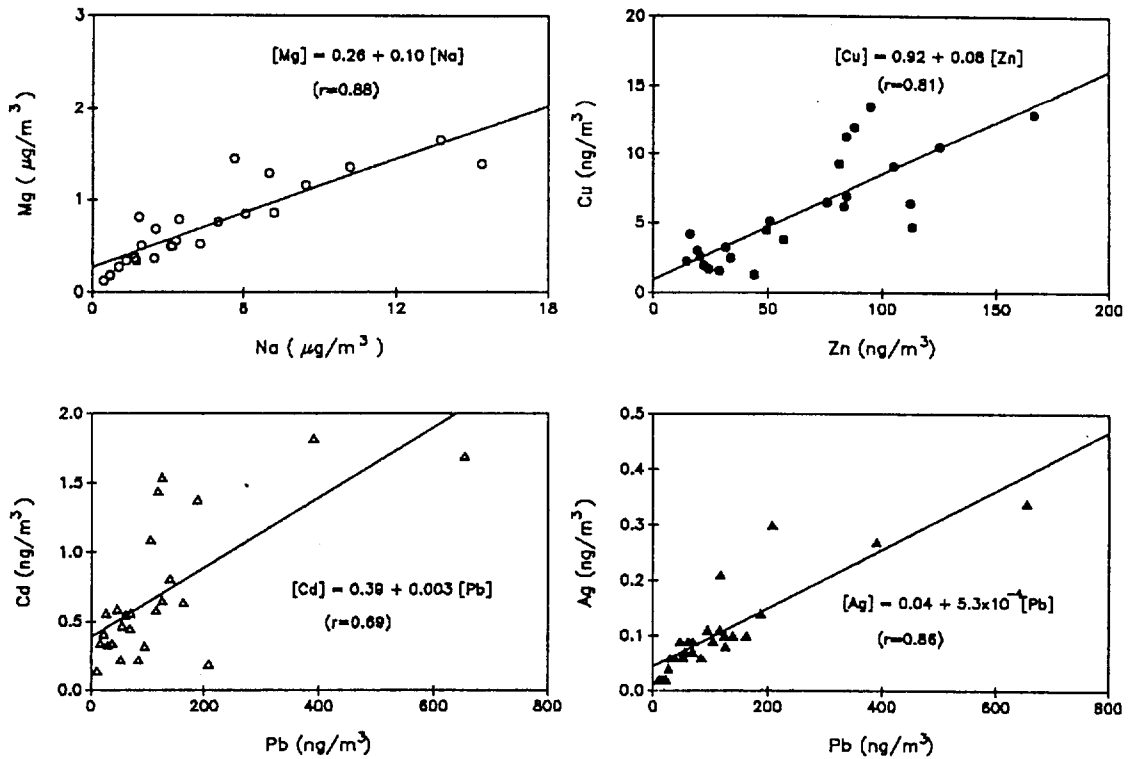 [Mg] = 0.26 + 0.10 [Na]
(r=0.88)
3
2
1
0
Mg ( μg/m³ )
0
6
12
18
Na ( μg/m³ )
[Cu] = 0.92 + 0.08 [Zn]
(r=0.81)
20
15
10
5
0
Cu (ng/m³)
0
50
100
150
200
Zn (ng/m³)
2.0
1.5
1.0
0.5
0.0
Cd (ng/m³)
[Cd] = 0.39 + 0.003 [Pb]
(r=0.69)
0
200
400
600
800
Pb (ng/m³)
0.5
0.4
0.3
0.2
0.1
0.0
Ag (ng/m³)
[Ag] = 0.04 + 5.3x10⁻⁴ [Pb]
(r=0.86)
0
200
400
600
800
Pb (ng/m³)